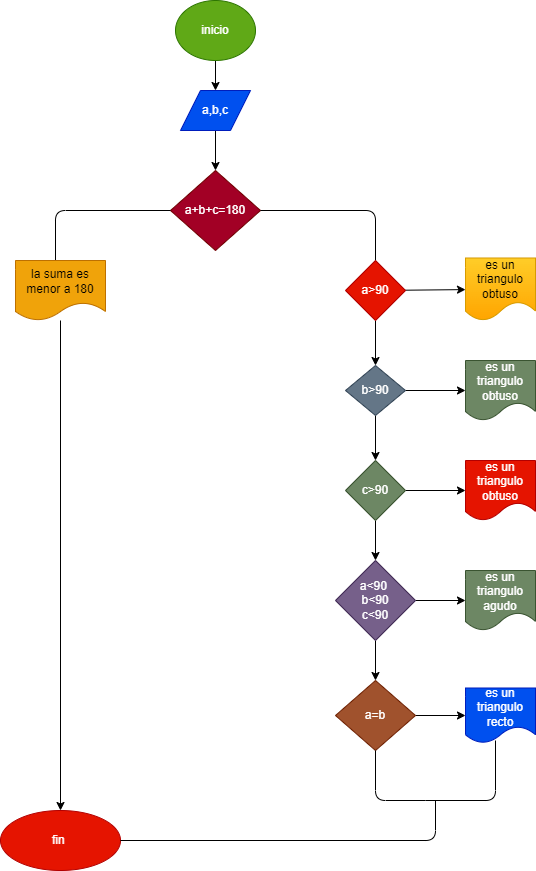 inicio
a,b,c
a+b+c=180
la suma es
menor a 180
a>90
es un
triangulo
obtuso
b>90
es un
triangulo
obtuso
c>90
es un
triangulo
obtuso
a<90
b<90
c<90
es un
triangulo
agudo
a=b
es un
triangulo
recto
fin